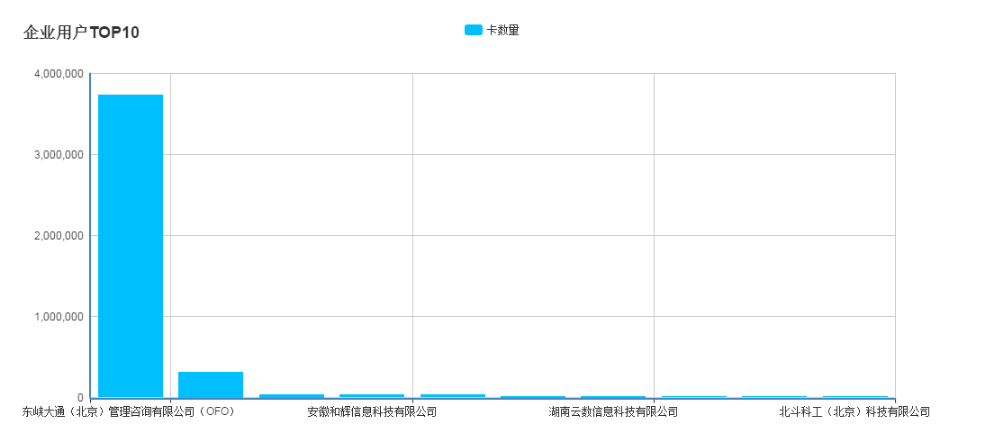 企业用户TOP10
卡数量
4,000,000
3,000,000
2,000,000
1,000,000
0
东峡大通（北京）管理咨询有限公司（OFO）
安徽和辉信息科技有限公司
湖南云数信息科技有限公司
北斗科工（北京）科技有限公司